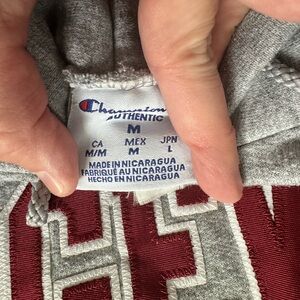 Champion
AUTHENTIC
M
CA MEX JPN
M/M M L
MADE IN NICARAGUA
FABRIQUÉ AU NICARAGUA
HECHO EN NICARAGUA